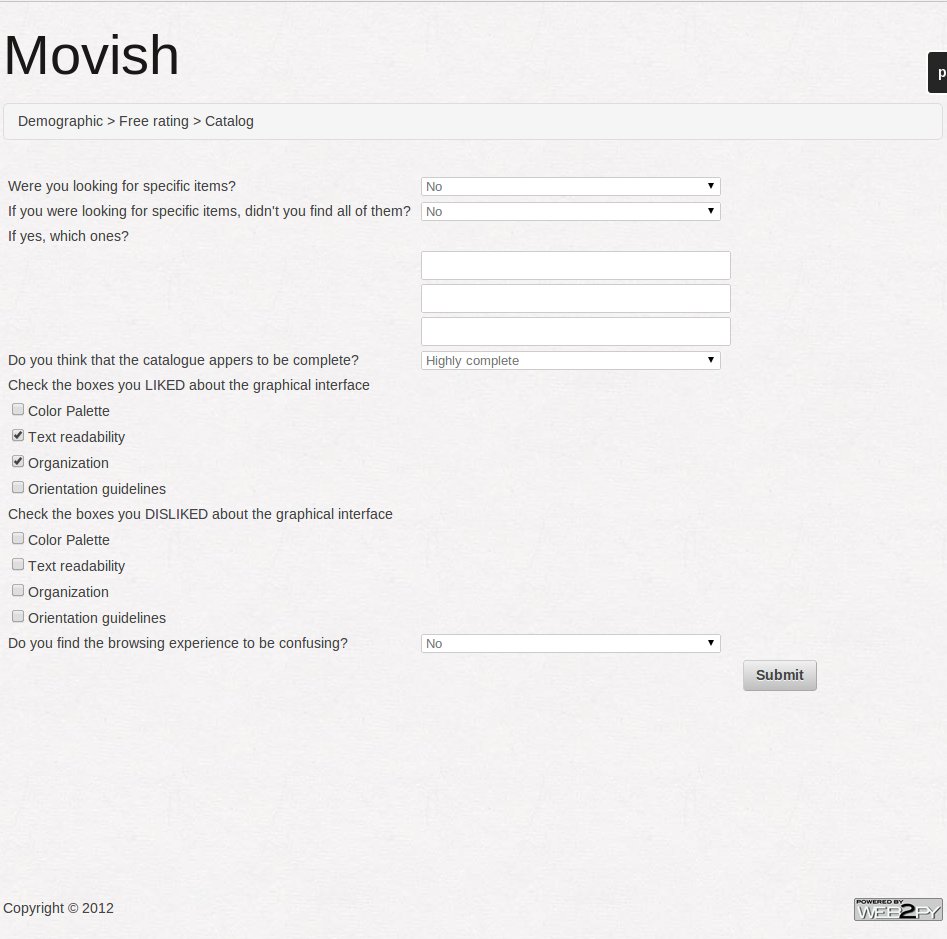 Movish
p
Demographic > Free rating > Catalog
Were you looking for specific items? No
If you were looking for specific items, didn't you find all of them? No
If yes, which ones?
Do you think that the catalogue appers to be complete? Highly complete
Check the boxes you LIKED about the graphical interface
Color Palette
Text readability
Organization
Orientation guidelines
Check the boxes you DISLIKED about the graphical interface
Color Palette
Text readability
Organization
Orientation guidelines
Do you find the browsing experience to be confusing? No
Submit
Copyright © 2012
POWERED BY
WEB2PY